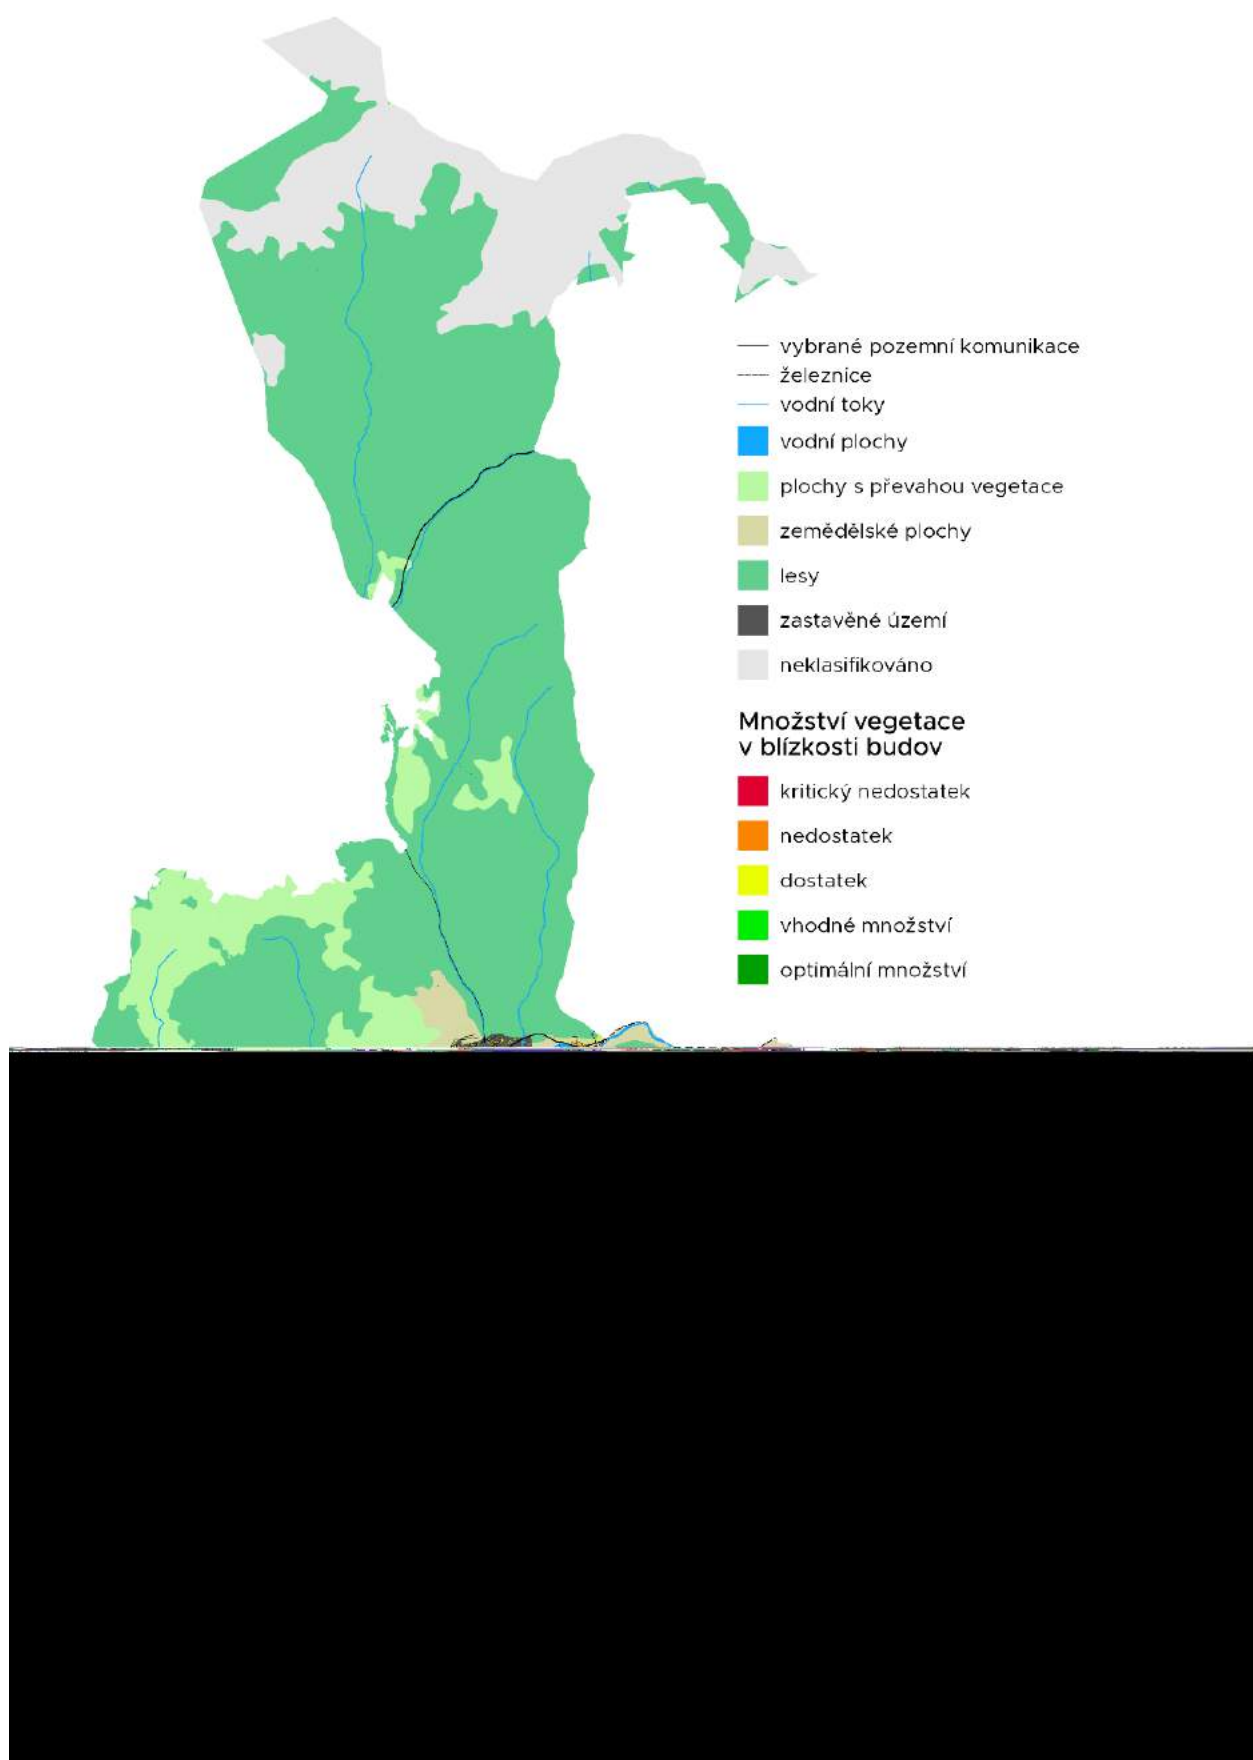 vybrané pozemní komunikace
železnice
vodní toky
vodní plochy
plochy s převahou vegetace
zemědělské plochy
lesy
zastavěné území
neklasifikováno
Množství vegetace
v blízkosti budov
kritický nedostatek
nedostatek
dostatek
vhodné množství
optimální množství